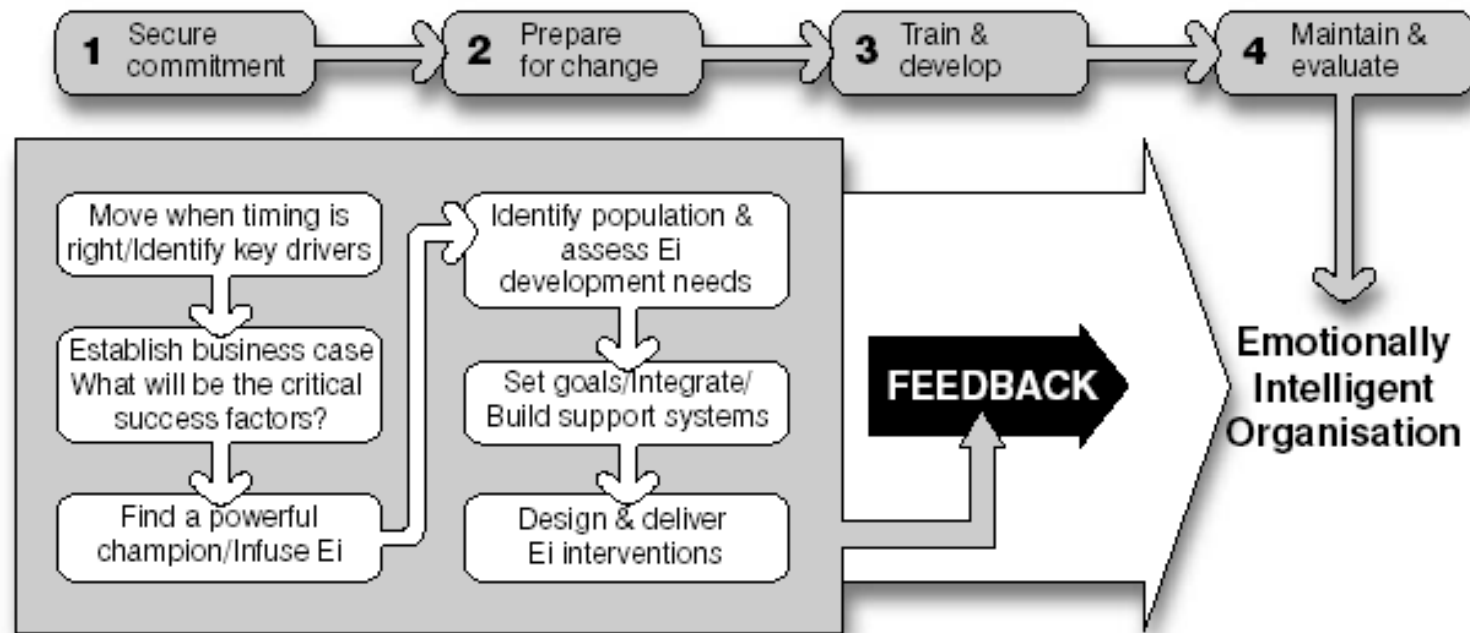 1 Secure
commitment
2 Prepare
for change
3 Train &
develop
4 Maintain &
evaluate
Move when timing is
right/Identify key drivers
Establish business case
What will be the critical
success factors?
Find a powerful
champion/Infuse Ei
Identify population &
assess Ei
development needs
Set goals/Integrate/
Build support systems
Design & deliver
Ei interventions
FEEDBACK
Emotionally
Intelligent
Organisation